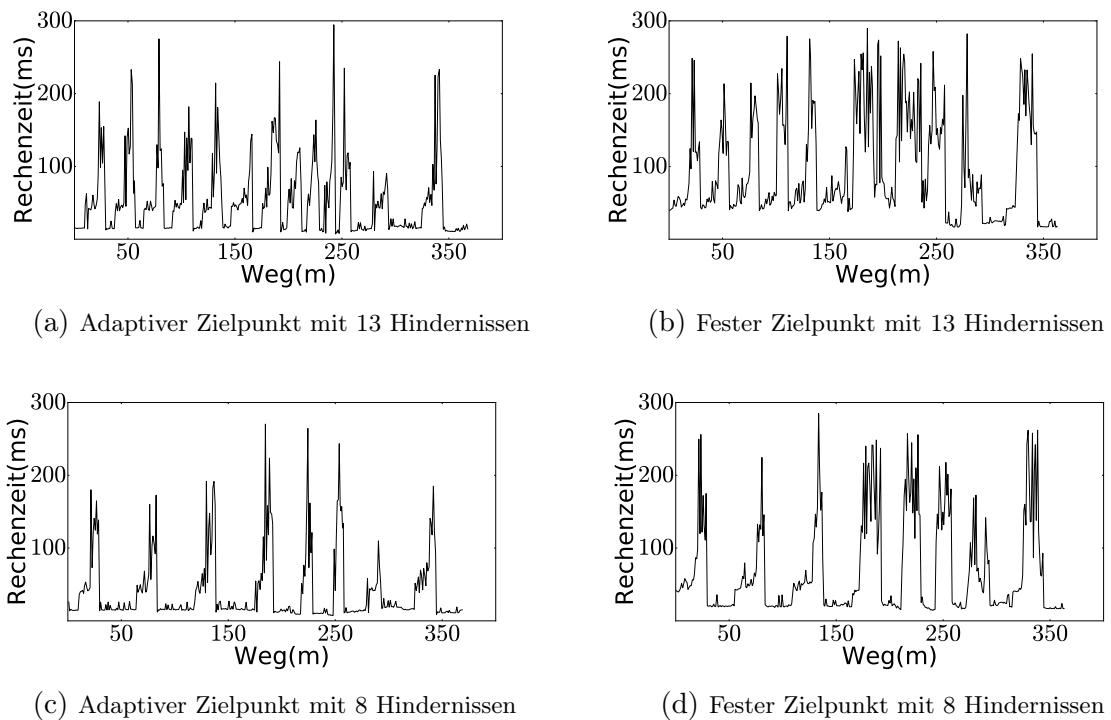 300
200
100
Rechenzeit(ms)
50
150
250
350
Weg(m)
(a) Adaptiver Zielpunkt mit 13 Hindernissen
300
200
100
Rechenzeit(ms)
50
150
250
350
Weg(m)
(b) Fester Zielpunkt mit 13 Hindernissen
300
200
100
Rechenzeit(ms)
50
150
250
350
Weg(m)
(c) Adaptiver Zielpunkt mit 8 Hindernissen
300
200
100
Rechenzeit(ms)
50
150
250
350
Weg(m)
(d) Fester Zielpunkt mit 8 Hindernissen